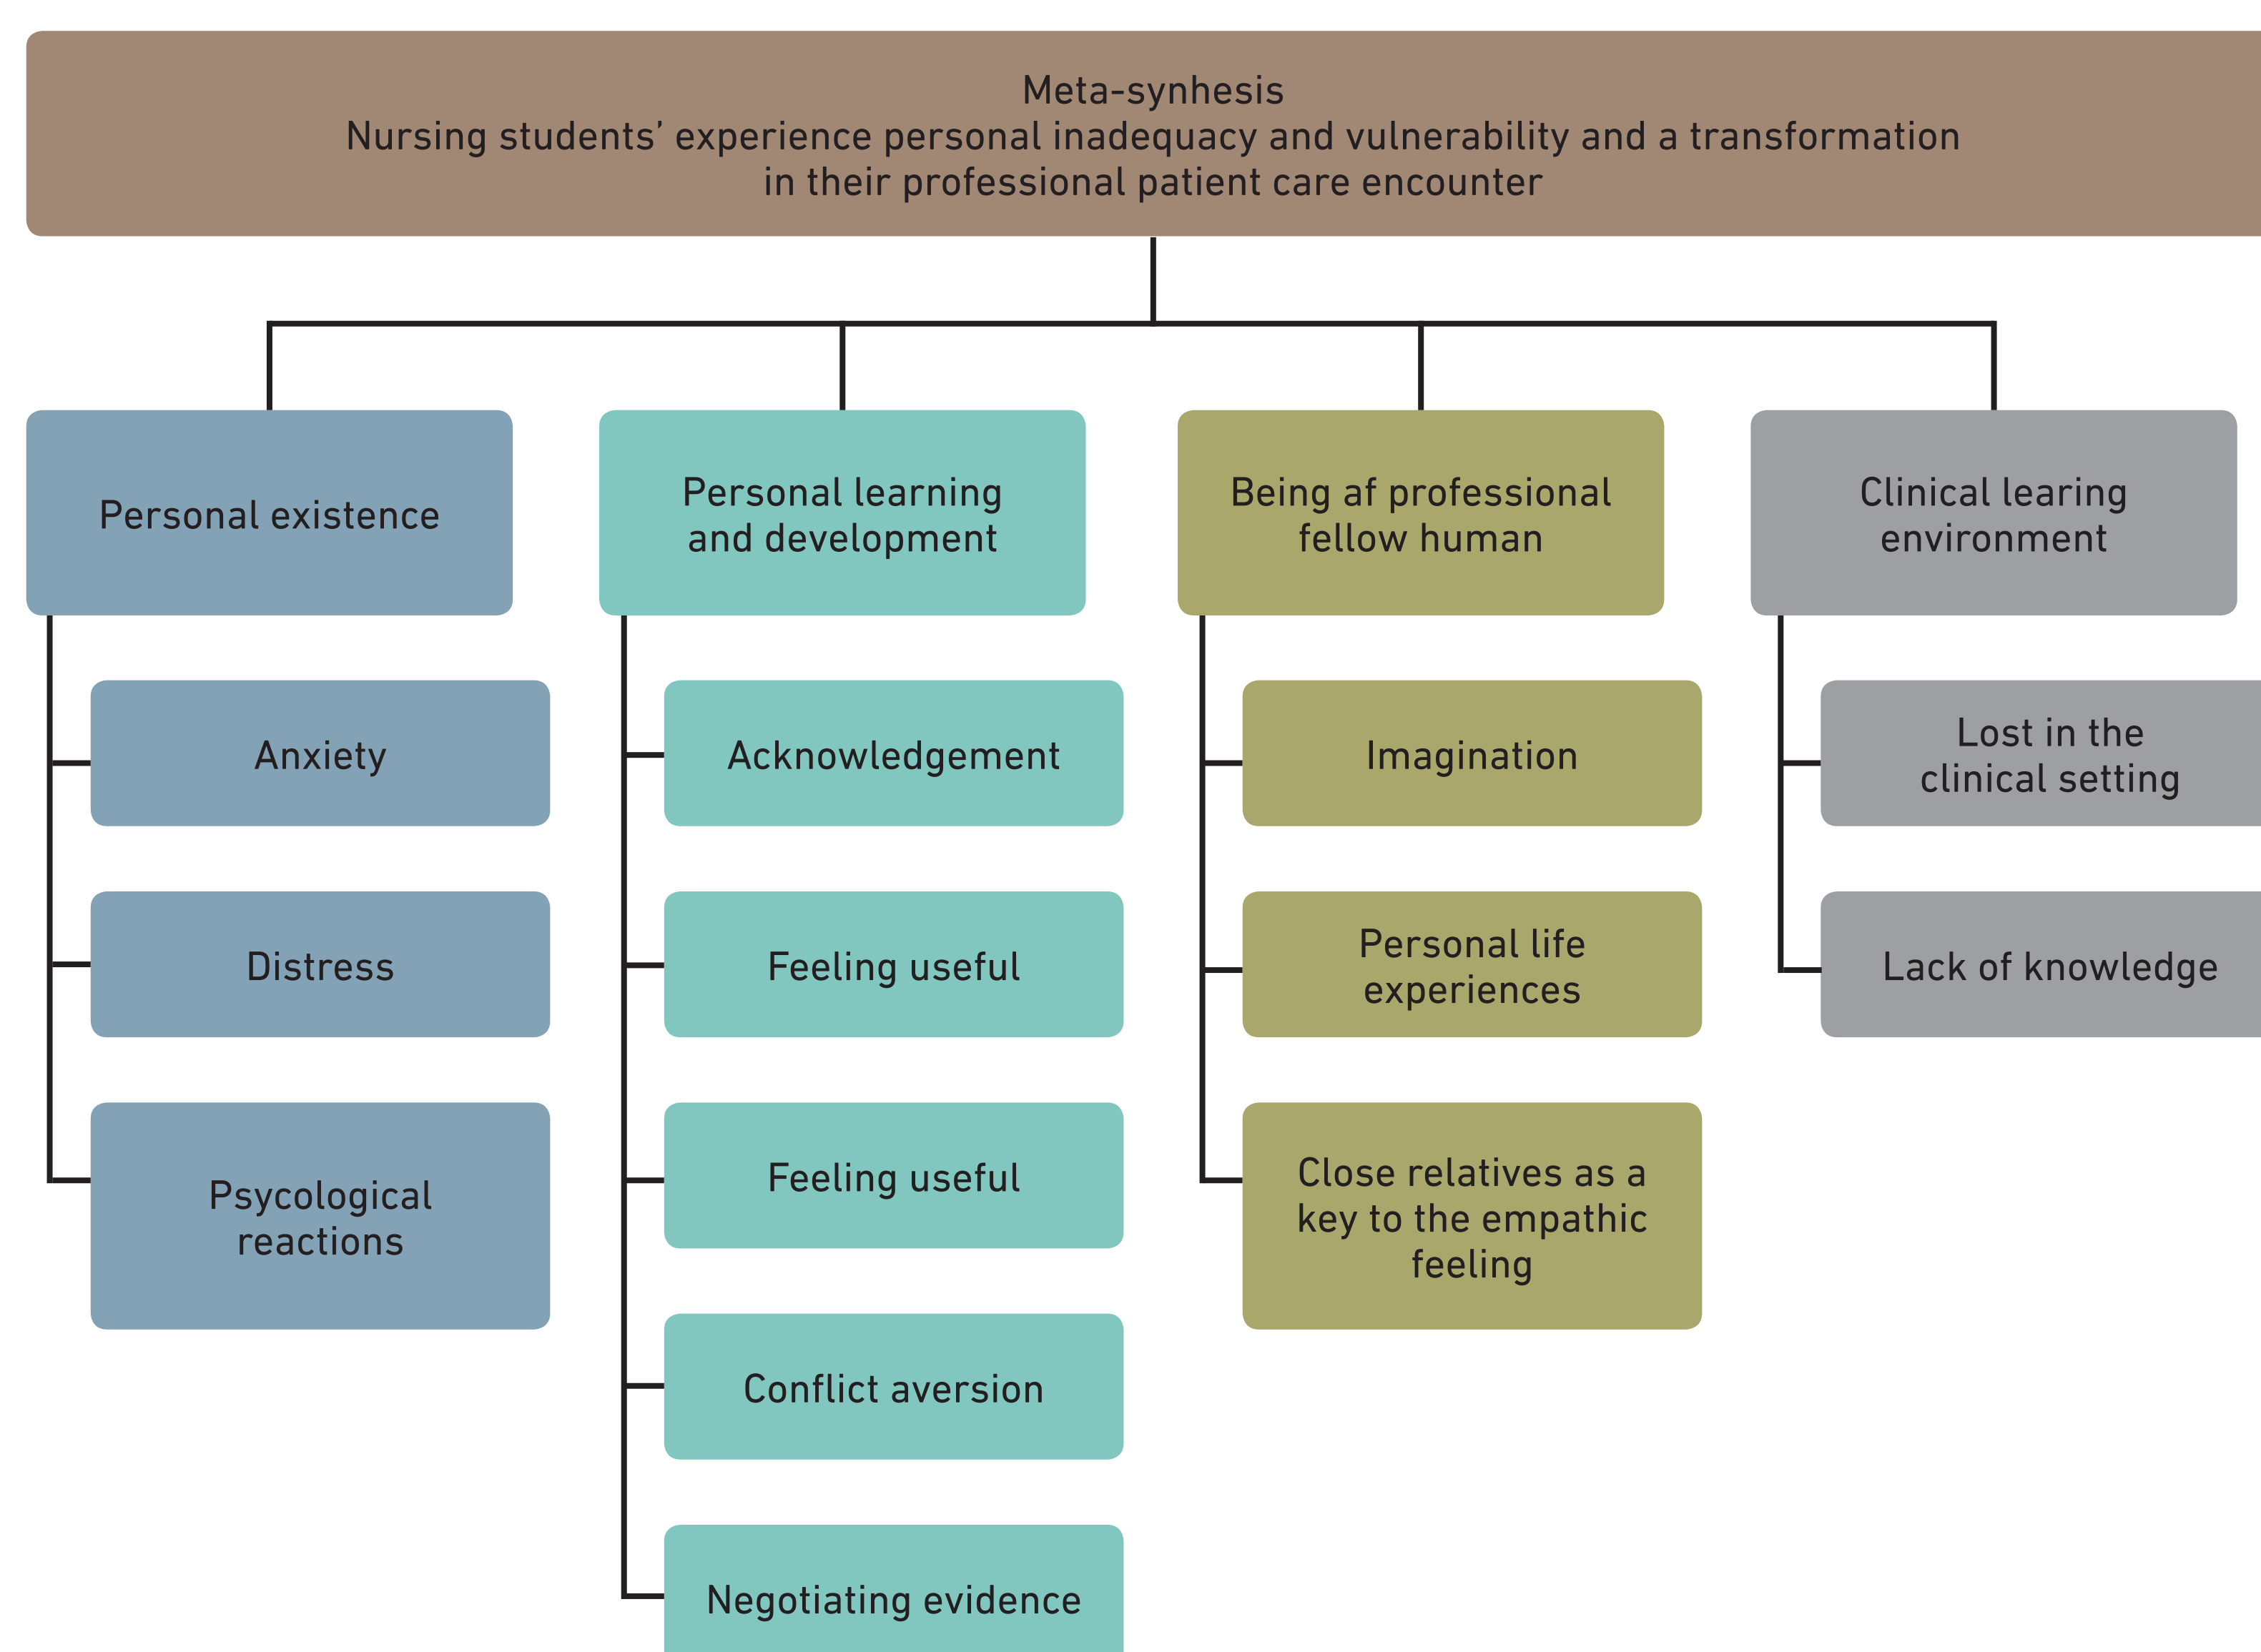 Meta-synhesis
Nursing students’ experience personal inadequacy and vulnerability and a transformation
in their professional patient care encounter
Personal existence
Personal learning
and development
Being af professional
fellow human
Clinical learing
environment
Anxiety
Distress
Psycological
reactions
Acknowledgement
Feeling useful
Feeling useful
Conflict aversion
Negotiating evidence
Imagination
Personal life
experiences
Close relatives as a
key to the empathic
feeling
Lost in the
clinical setting
Lack of knowledge